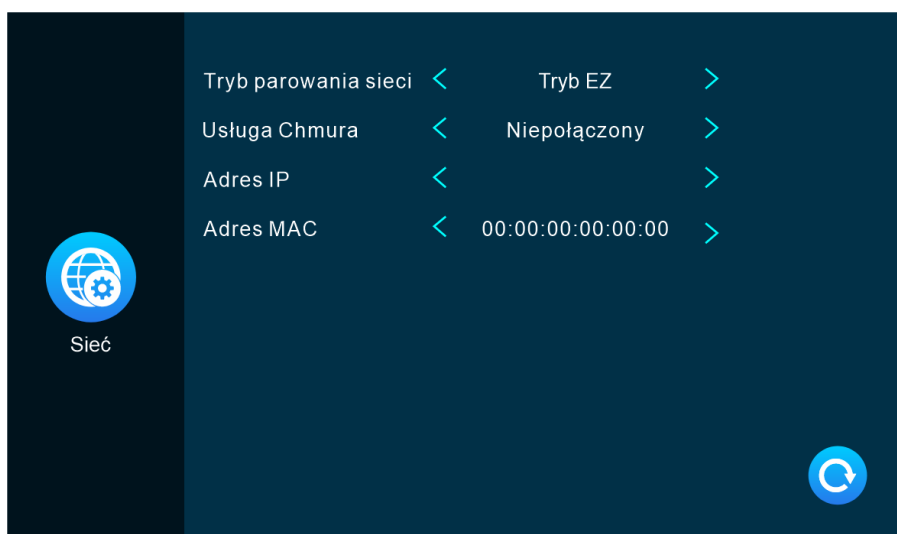 Tryb parowania sieci < Tryb EZ >
Usługa Chmura < Niepołączony >
Adres IP < >
Adres MAC < 00:00:00:00:00:00 >
Sieć